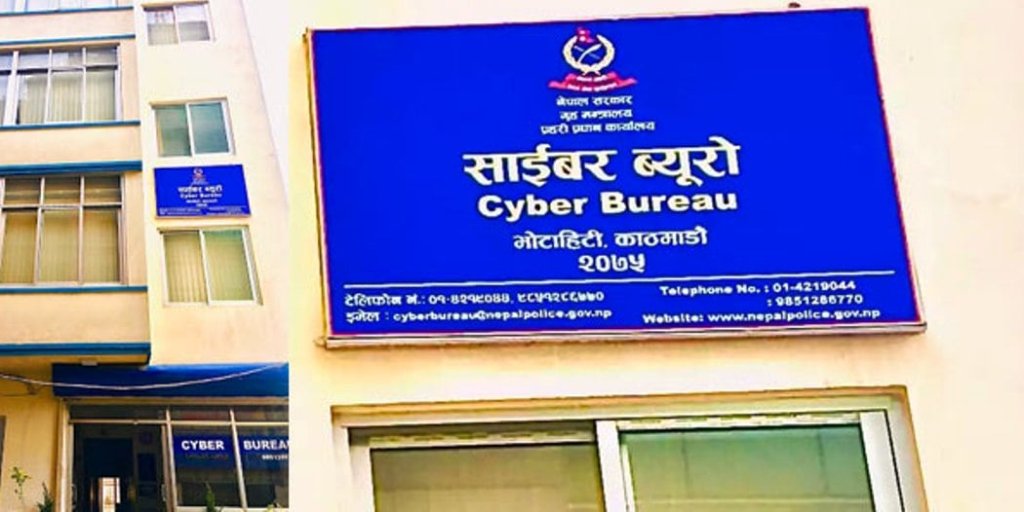 साईबर ब्यूरो
Cyber Bureau
CYBER BUREAU
नेपाल सरकार
गृह मन्त्रालय
प्रहरी प्रधान कार्यालय
साईबर ब्यूरो
Cyber Bureau
भोटाहिटी, काठमाडौं
२०७५
टेलिफोन नं.: ०१-४२१९०४४, ९८५१२८६७७०
इमेल : cyberbureau@nepalpolice.gov.np
Telephone No. : 01-4219044
: 9851286770
Website: www.nepalpolice.gov.np